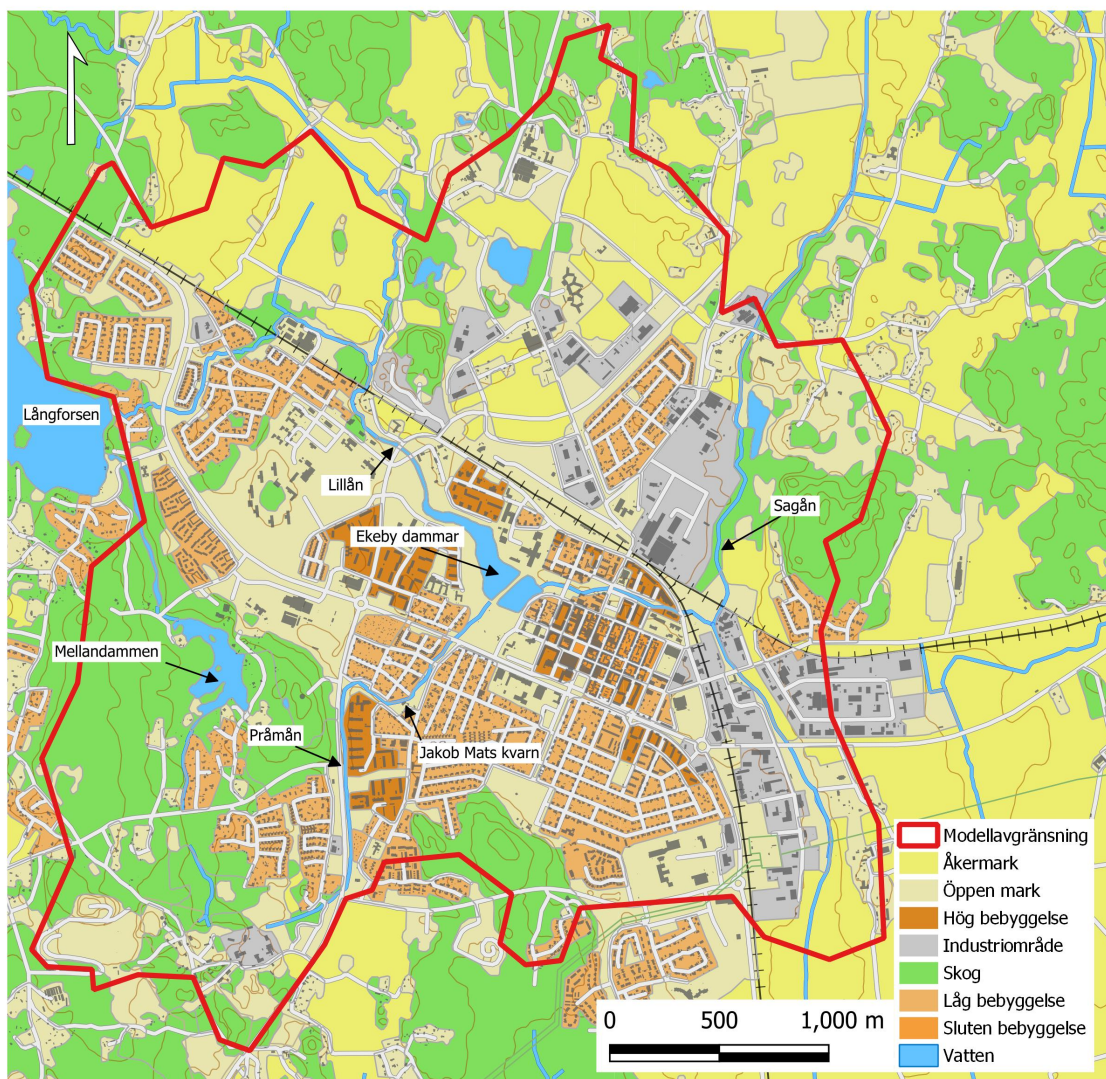 Långforsen
Lillån
Sagån
Ekeby dammar
Mellandammen
Pråmån
Jakob Mats kvarn
Modellavgränsning
Åkermark
Öppen mark
Hög bebyggelse
Industriområde
Skog
Låg bebyggelse
Sluten bebyggelse
Vatten
0 500 1,000 m